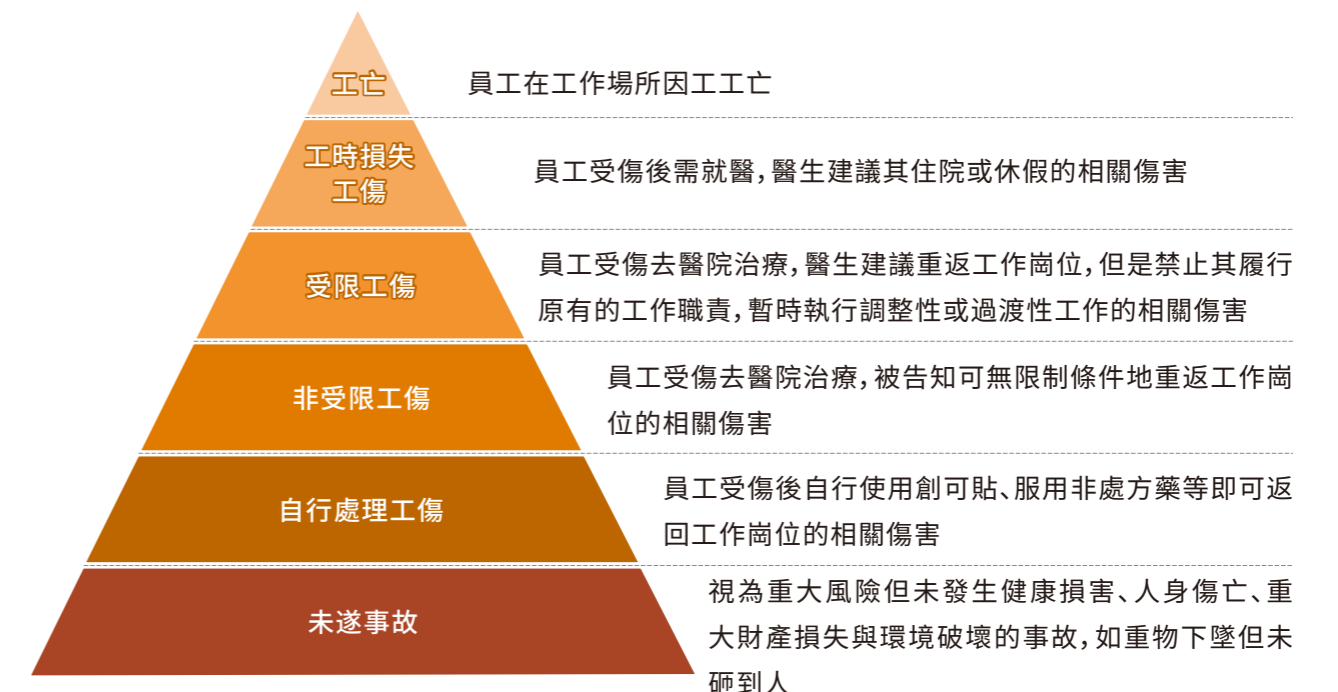 工亡
員工在工作場所因工工亡
工時損失
工傷
員工受傷後需就醫，醫生建議其住院或休假的相關傷害
受限工傷
員工受傷去醫院治療，醫生建議重返工作崗位，但是禁止其履行
原有的工作職責，暫時執行調整性或過渡性工作的相關傷害
非受限工傷
員工受傷去醫院治療，被告知可無限制條件地重返工作崗
位的相關傷害
自行處理工傷
員工受傷後自行使用創可貼、服用非處方藥等即可返
回工作崗位的相關傷害
未遂事故
視為重大風險但未發生健康損害、人身傷亡、重
大財產損失與環境破壞的事故，如重物下墜但未
砸到人